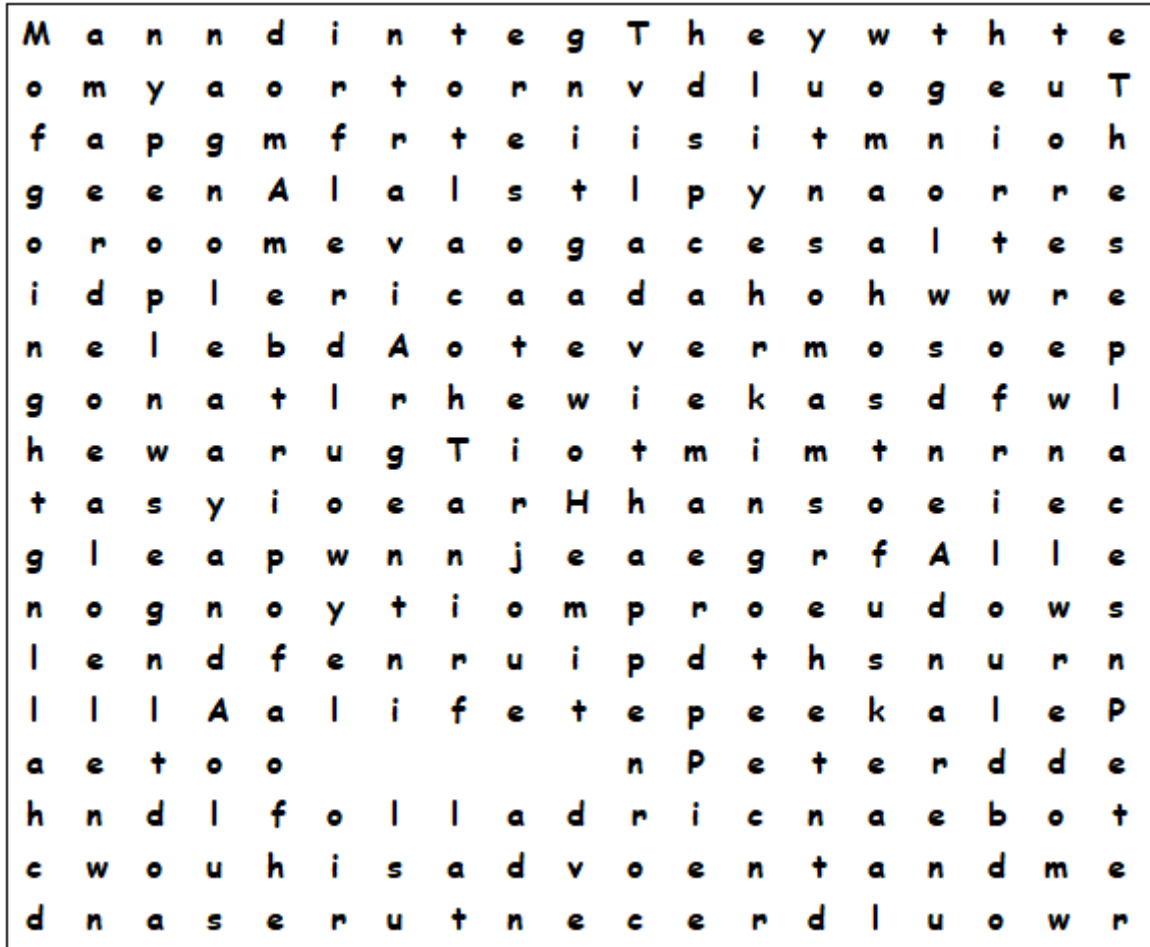 M a n n d i n t e g T h e y w t h t e
o m y a o r t o r n v d l u o g e u T
f a p g m f r t e i i s i t m n i o h
g e e n A l a l s t l p y n a o r r e
o r o o m e v a o g a c e s a l t e s
i d p l e r i c a a d a h o h w w r e
n e l e b d A o t e v e r m o s o e p
g o n a t l r h e w i e k a s d f w l
h e w a r u g T i o t m i m t n r n a
t a s y i o e a r H h a n s o e i e c
g l e a p w n n j e a e g r f A l l e
n o g n o y t i o m p r o e u d o w s
l e n d f e n r u i p d t h s n u r n
l l l A a l i f e t e p e e k a l e P
a e t o o n P e t e r d d e
h n d l f o l l a d r i c n a e b o t
c w o u h i s a d v o e n t a n d m e
d n a s e r u t n e c e r d l u o w r